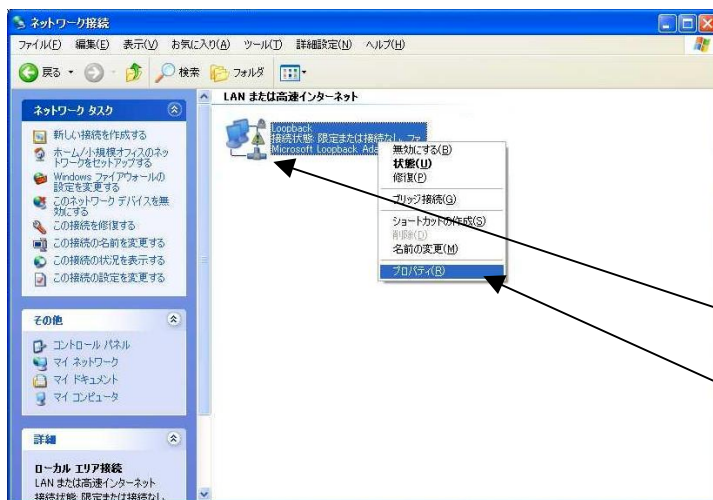 ネットワーク接続
ファイル(F) 編集(E) 表示(V) お気に入り(A) ツール(T) 詳細設定(N) ヘルプ(H)
戻る 検索 フォルダ
ネットワーク タスク
新しい接続を作成する
ホーム/小規模オフィスのネッ
トワークをセットアップする
Windows ファイアウォールの
設定を変更する
このネットワーク デバイスを無
効にする
この接続を修復する
この接続の名前を変更する
この接続の状況を表示する
この接続の設定を変更する
その他
コントロール パネル
マイ ネットワーク
マイ ドキュメント
マイ コンピュータ
詳細
ローカル エリア接続
LAN または高速インターネット
接続状態: 限定または接続なし,
LAN または高速インターネット
Loopback
接続状態: 限定または接続なし, ファ
Microsoft Loopback Ada
無効にする(B)
状態(U)
修復(P)
ブリッジ接続(G)
ショートカットの作成(S)
削除(D)
名前の変更(M)
プロパティ(R)